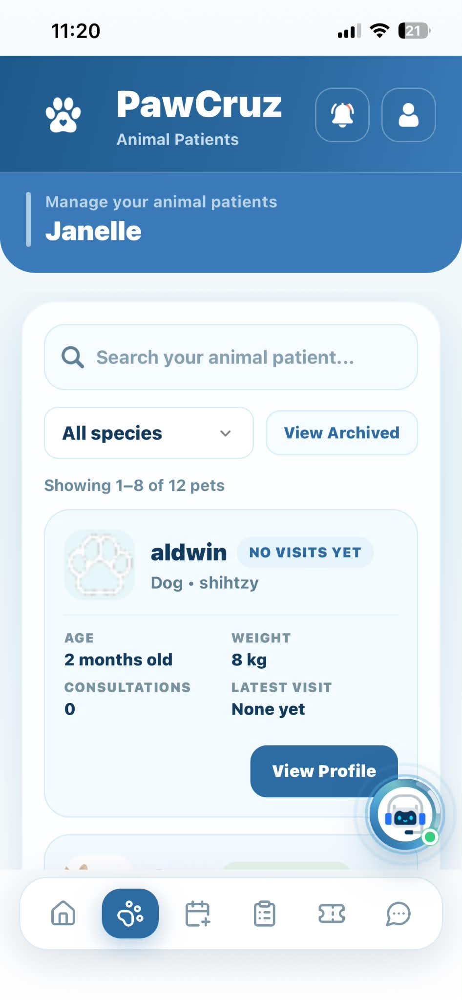 11:20
21
PawCruz
Animal Patients
Manage your animal patients
Janelle
Search your animal patient...
All species
View Archived
Showing 1–8 of 12 pets
aldwin
NO VISITS YET
Dog • shihtzy
AGE
WEIGHT
2 months old
8 kg
CONSULTATIONS
LATEST VISIT
0
None yet
View Profile